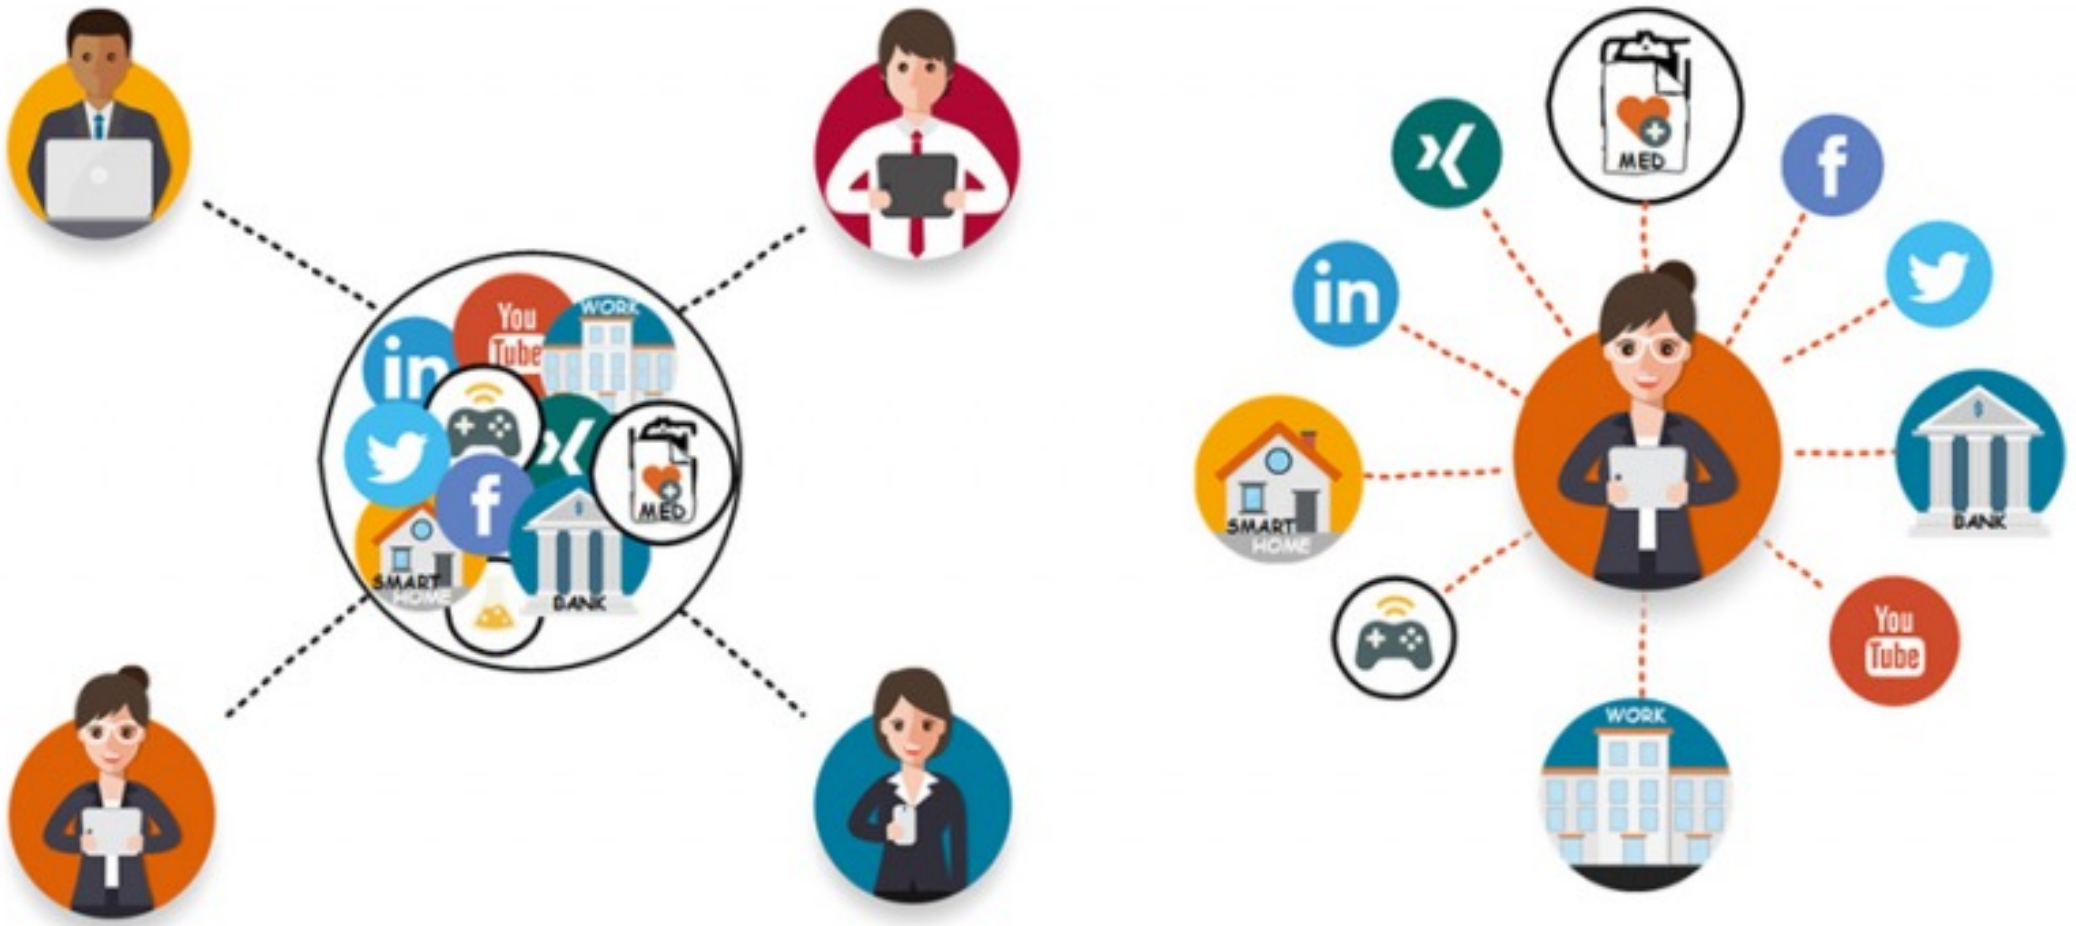 You
Tube
WORK
in
f
MED
SMART
HOME
$
BANK
MED
f
in
$
BANK
SMART
HOME
You
Tube
WORK